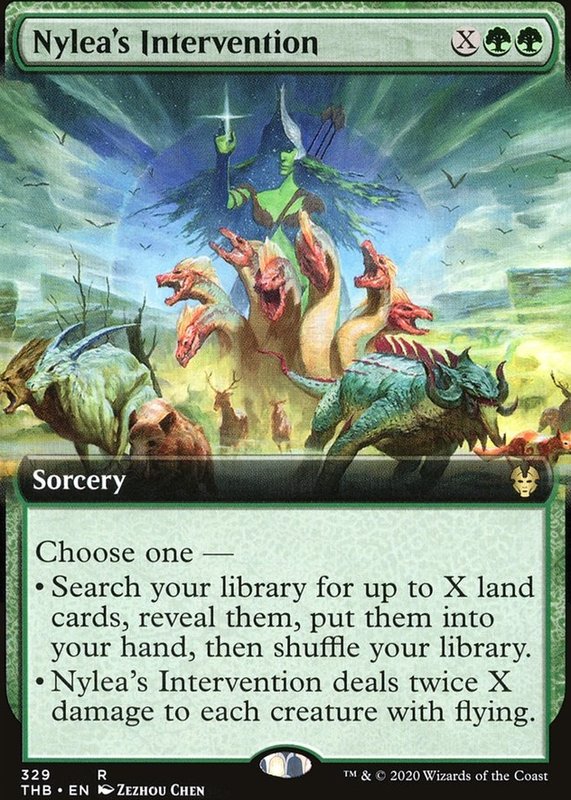 Nylea's Intervention X
Sorcery
Choose one —
• Search your library for up to X land
cards, reveal them, put them into
your hand, then shuffle your library.
• Nylea's Intervention deals twice X
damage to each creature with flying.
329 R
THB • EN Zezhou Chen ™ & © 2020 Wizards of the Coast